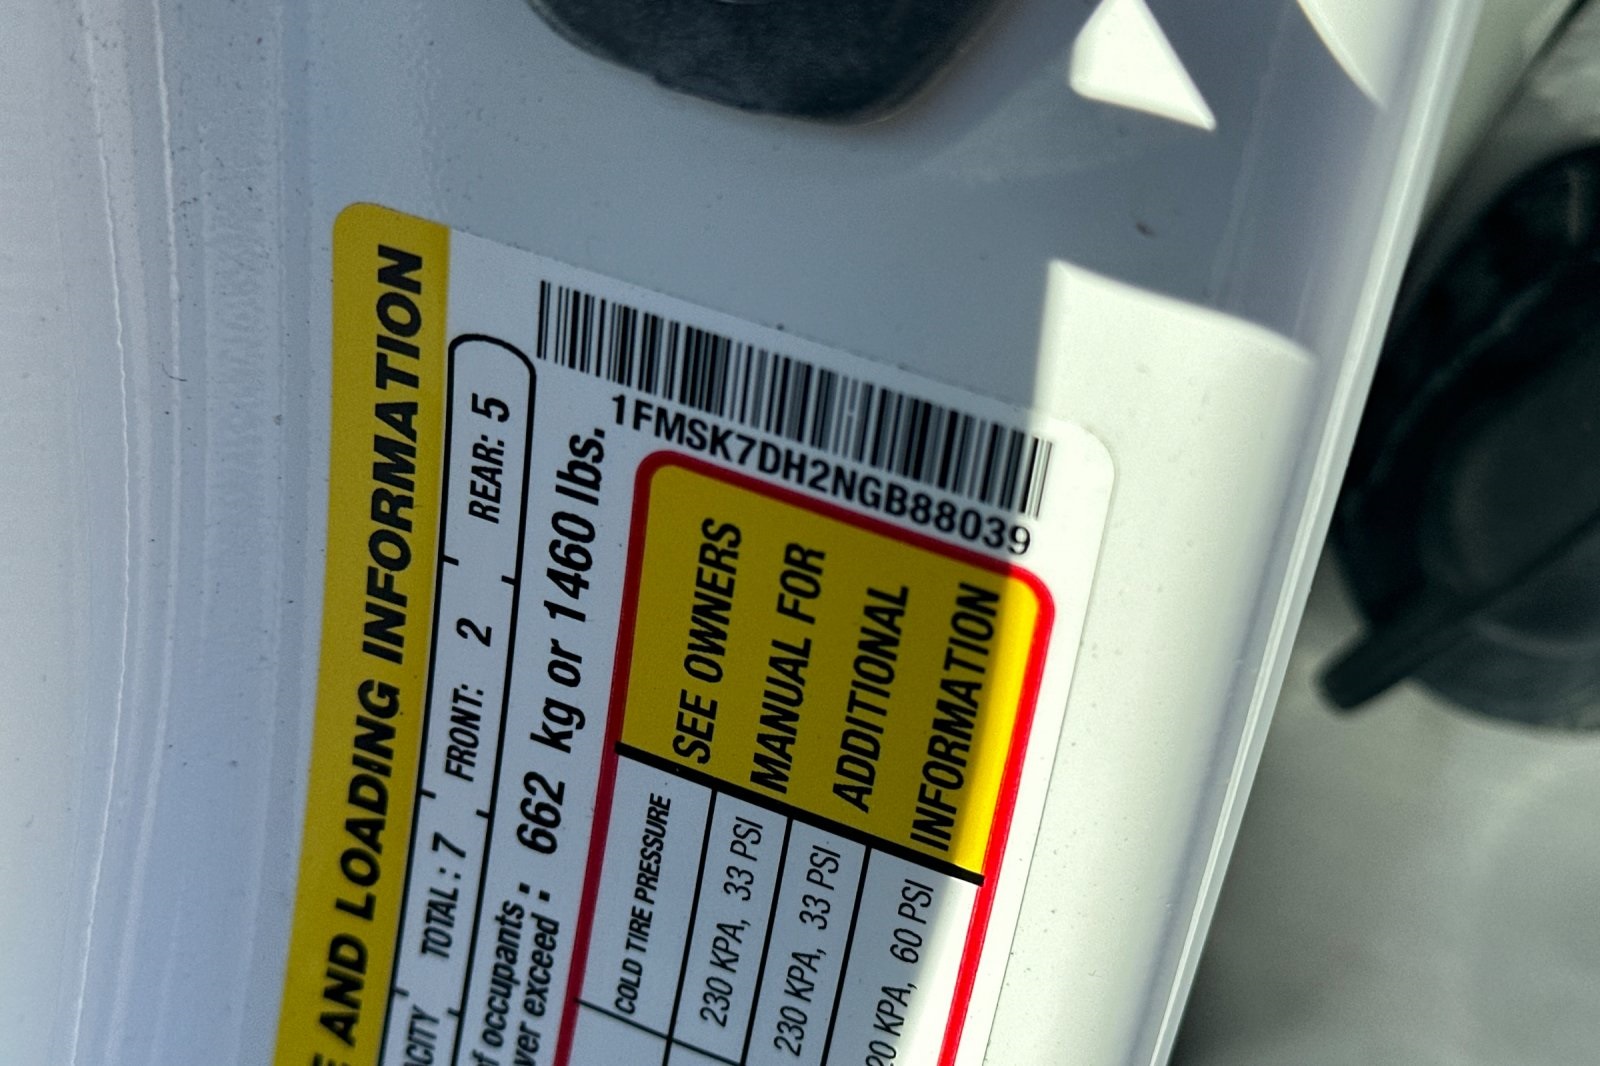 E AND LOADING INFORMATION
ACITY TOTAL: 7 FRONT: 2 REAR: 5
of occupants
ver exceed : 662 kg or 1460 lbs.
1FMSK7DH2NGB88039
COLD TIRE PRESSURE
230 KPA, 33 PSI
230 KPA, 33 PSI
20 KPA, 60 PSI
SEE OWNERS
MANUAL FOR
ADDITIONAL
INFORMATION